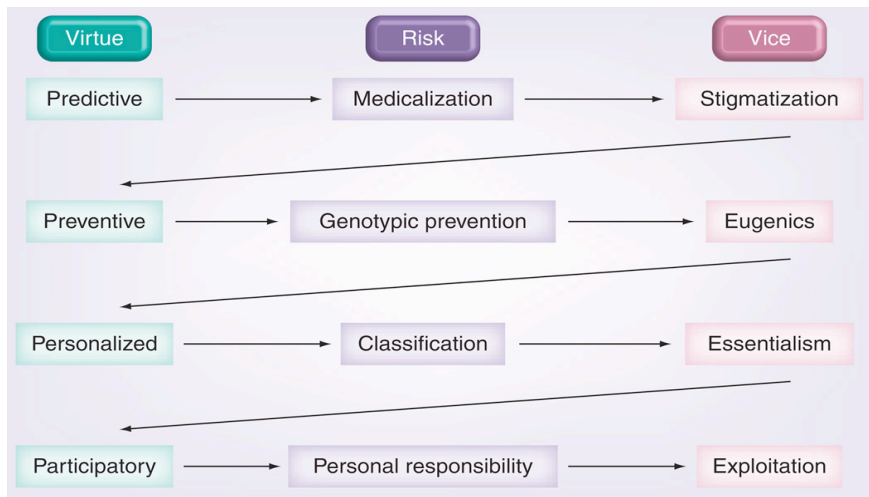 Virtue
Risk
Vice
Predictive
Medicalization
Stigmatization
Preventive
Genotypic prevention
Eugenics
Personalized
Classification
Essentialism
Participatory
Personal responsibility
Exploitation